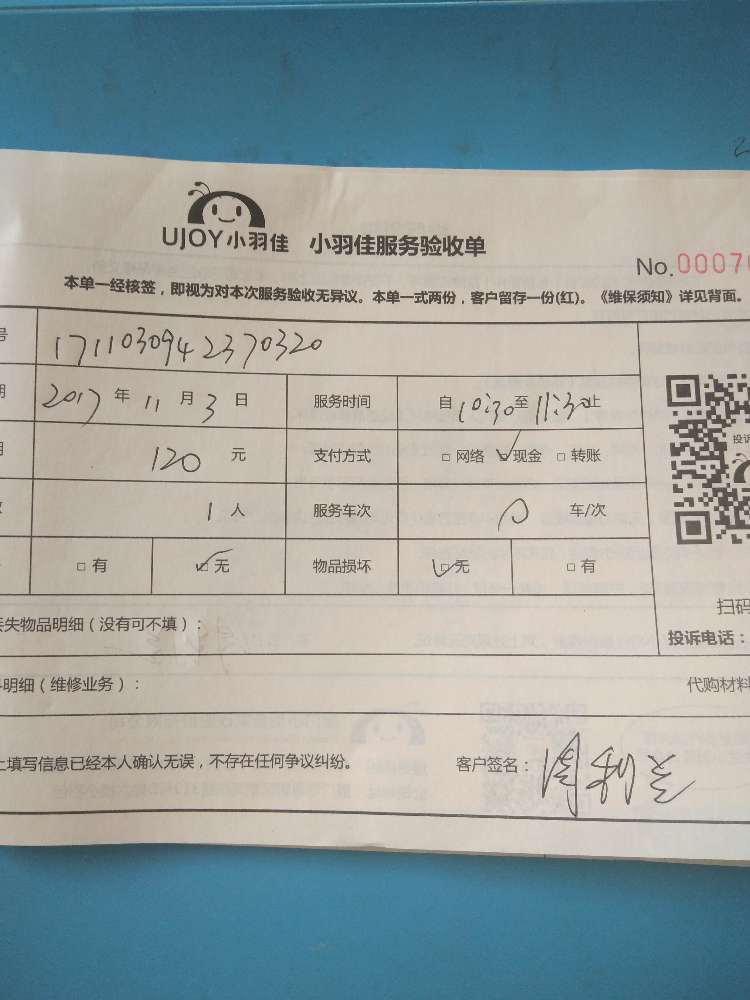 UJOY小羽佳 小羽佳服务验收单
No.0007
本单一经核签，即视为对本次服务验收无异议。本单一式两份，客户留存一份(红)。《维保须知》详见背面。
号 1711030942370320
期 2017 年 11 月 3 日 服务时间 自 10:30 至 11:30 止
120 元 支付方式 □ 网络 ☑ 现金 □ 转账
1 人 服务车次 0 车/次
□ 有 ☑ 无 物品损坏 ☑ 无 □ 有
投诉
扫码
投诉电话：
丢失物品明细（没有可不填）：
明细（维修业务）： 代购材料
上填写信息已经本人确认无误，不存在任何争议纠纷。 客户签名：